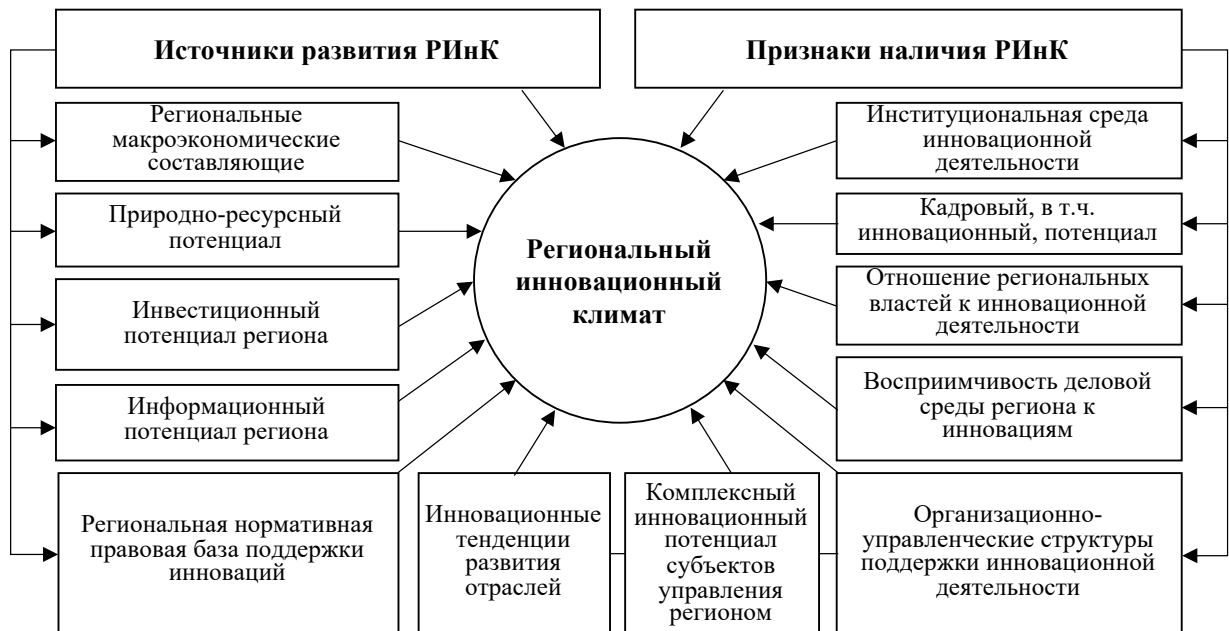 Источники развития РИнК
Признаки наличия РИнК
Региональные
макроэкономические
составляющие
Природно-ресурсный
потенциал
Инвестиционный
потенциал региона
Информационный
потенциал региона
Региональная нормативная
правовая база поддержки
инноваций
Региональный
инновационный
климат
Инновационные
тенденции
развития
отраслей
Комплексный
инновационный
потенциал
субъектов
управления
регионом
Институциональная среда
инновационной
деятельности
Кадровый, в т.ч.
инновационный, потенциал
Отношение региональных
властей к инновационной
деятельности
Восприимчивость деловой
среды региона к
инновациям
Организационно-
управленческие структуры
поддержки инновационной
деятельности